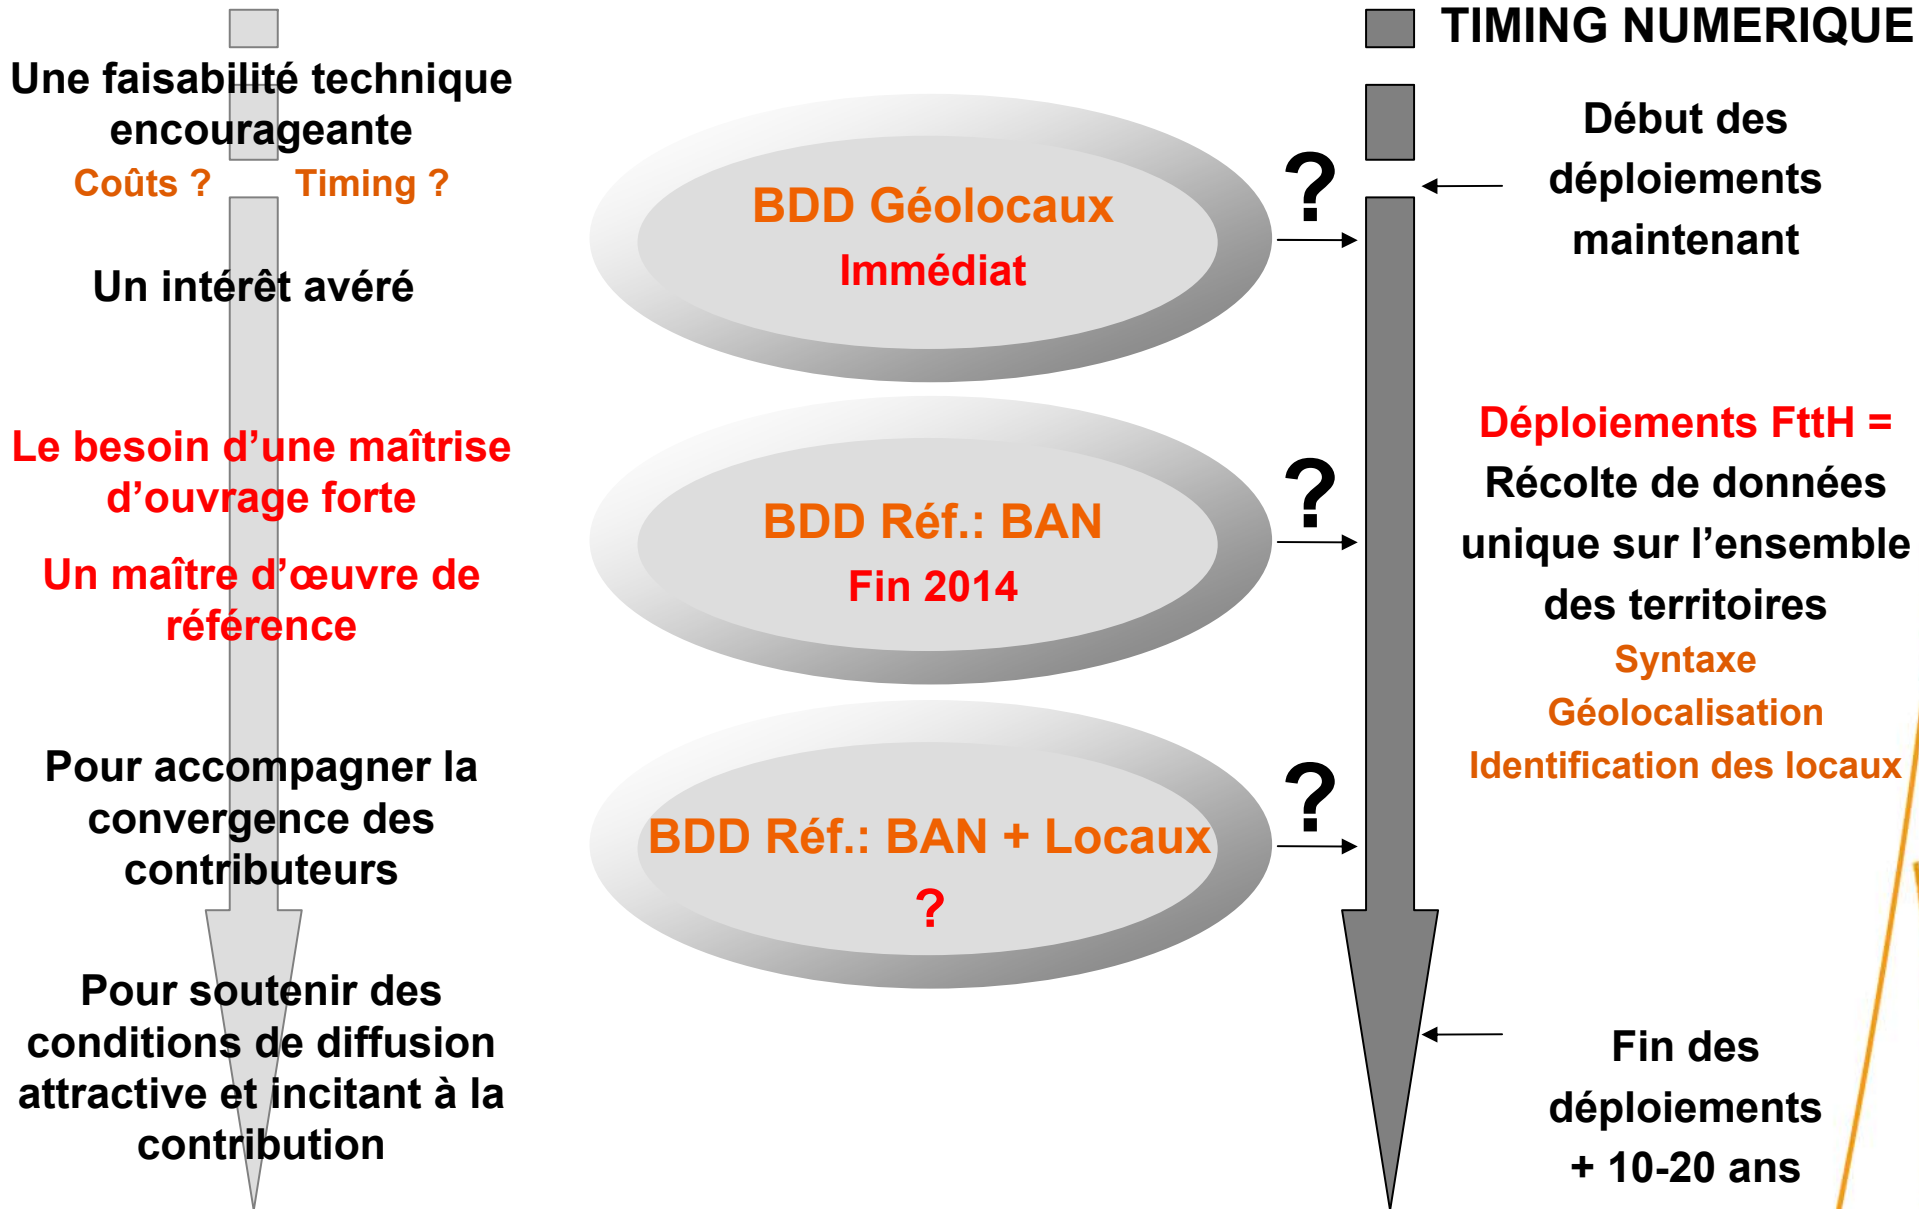 Une faisabilité technique
encourageante
Coûts ? Timing ?
Un intérêt avéré
Le besoin d’une maîtrise
d’ouvrage forte
Un maître d’œuvre de
référence
Pour accompagner la
convergence des
contributeurs
Pour soutenir des
conditions de diffusion
attractive et incitant à la
contribution
BDD Géolocaux
Immédiat
?
BDD Réf.: BAN
Fin 2014
?
BDD Réf.: BAN + Locaux
?
?
TIMING NUMERIQUE
Début des
déploiements
maintenant
Déploiements FttH =
Récolte de données
unique sur l’ensemble
des territoires
Syntaxe
Géolocalisation
Identification des locaux
Fin des
déploiements
+ 10-20 ans